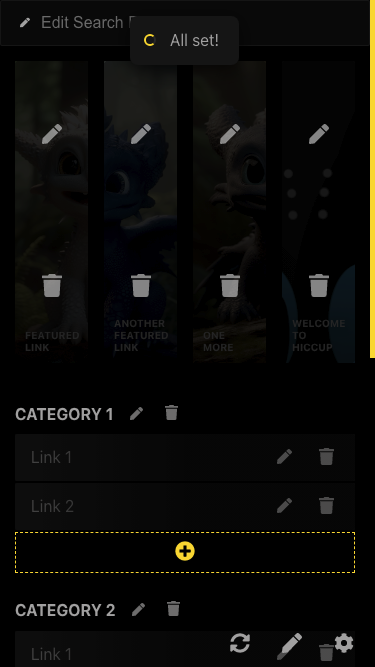 Edit Search
All set!
FEATURED
LINK
ANOTHER
FEATURED
LINK
ONE
MORE
WELCOME
TO
HICCUP
CATEGORY 1
Link 1
Link 2
CATEGORY 2
Link 1